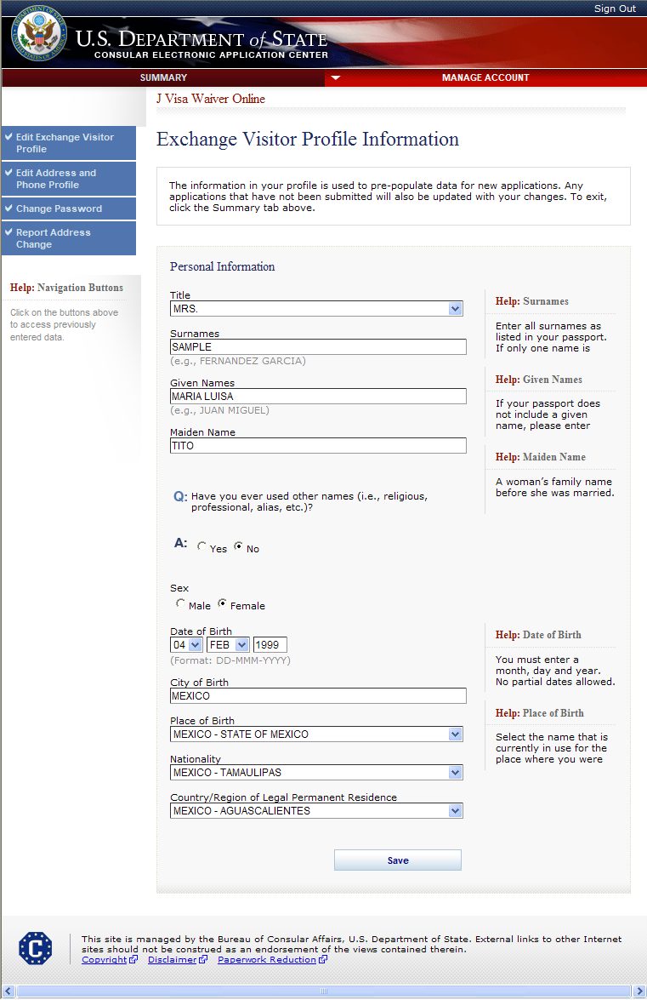 Sign Out
U.S. DEPARTMENT of STATE
CONSULAR ELECTRONIC APPLICATION CENTER
SUMMARY
MANAGE ACCOUNT
J Visa Waiver Online
Edit Exchange Visitor
Profile
Edit Address and
Phone Profile
Change Password
Report Address
Change
Help: Navigation Buttons
Click on the buttons above
to access previously
entered data.
Exchange Visitor Profile Information
The information in your profile is used to pre-populate data for new applications. Any
applications that have not been submitted will also be updated with your changes. To exit,
click the Summary tab above.
Personal Information
Title
MRS.
Surnames
SAMPLE
(e.g., FERNANDEZ GARCIA)
Help: Surnames
Enter all surnames as
listed in your passport.
If only one name is
Given Names
MARIA LUISA
(e.g., JUAN MIGUEL)
Help: Given Names
If your passport does
not include a given
name, please enter
Maiden Name
TITO
Help: Maiden Name
A woman's family name
before she was married.
Q: Have you ever used other names (i.e., religious,
professional, alias, etc.)?
A: Yes No
Sex
Male Female
Date of Birth
04 FEB 1999
(Format: DD-MMM-YYYY)
Help: Date of Birth
You must enter a
month, day and year.
No partial dates allowed.
City of Birth
MEXICO
Place of Birth
MEXICO - STATE OF MEXICO
Help: Place of Birth
Select the name that is
currently in use for the
place where you were
Nationality
MEXICO - TAMAULIPAS
Country/Region of Legal Permanent Residence
MEXICO - AGUASCALIENTES
Save
C
This site is managed by the Bureau of Consular Affairs, U.S. Department of State. External links to other Internet
sites should not be construed as an endorsement of the views contained therein.
Copyright Disclaimer Paperwork Reduction